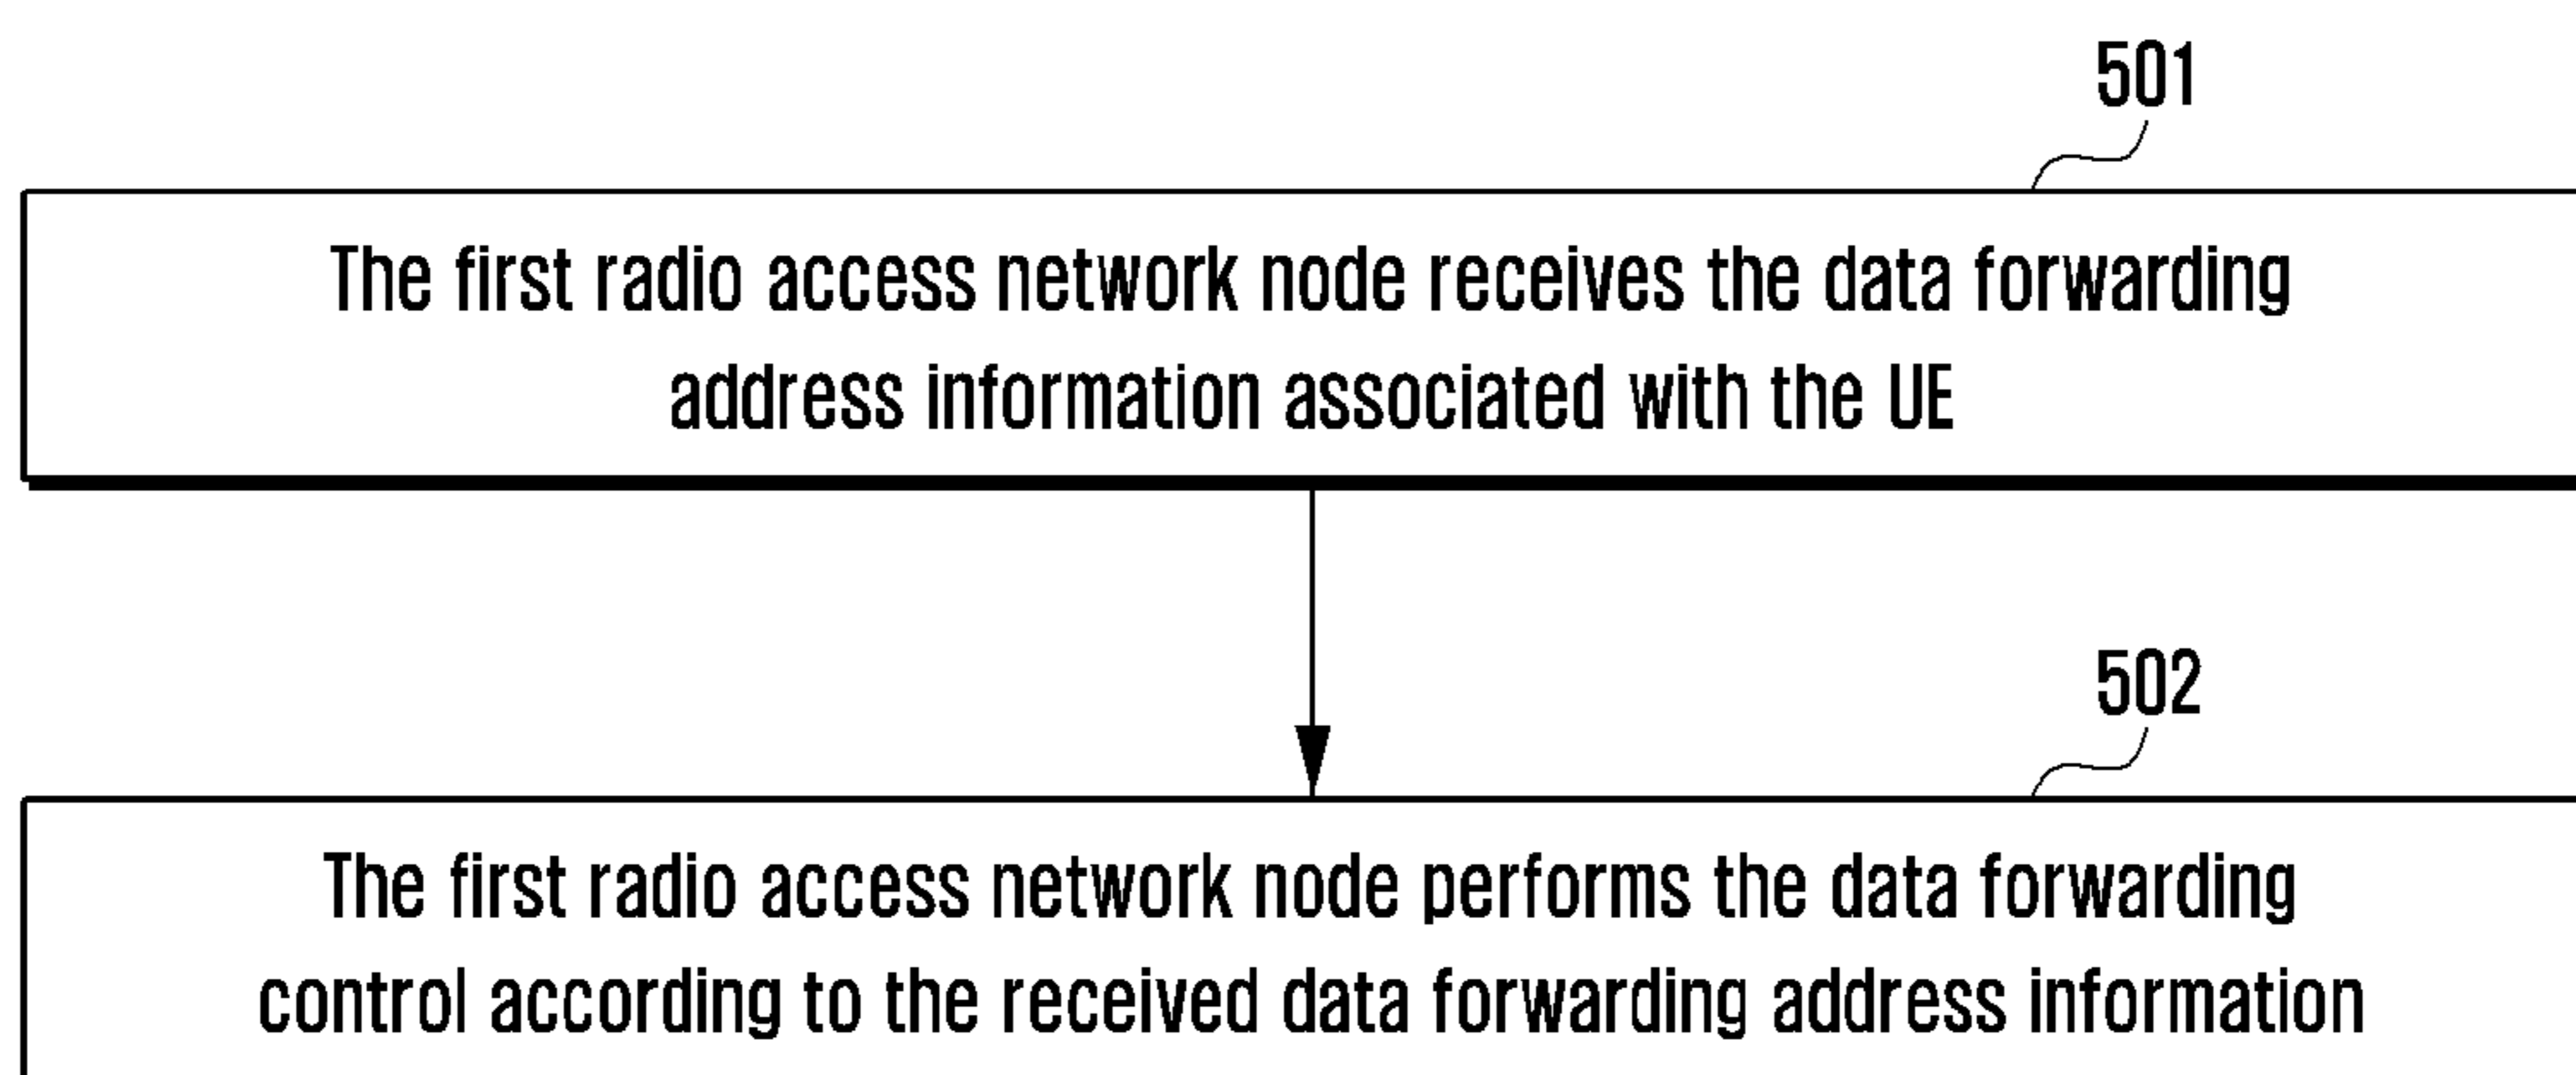 501
The first radio access network node receives the data forwarding
address information associated with the UE
502
The first radio access network node performs the data forwarding
control according to the received data forwarding address information